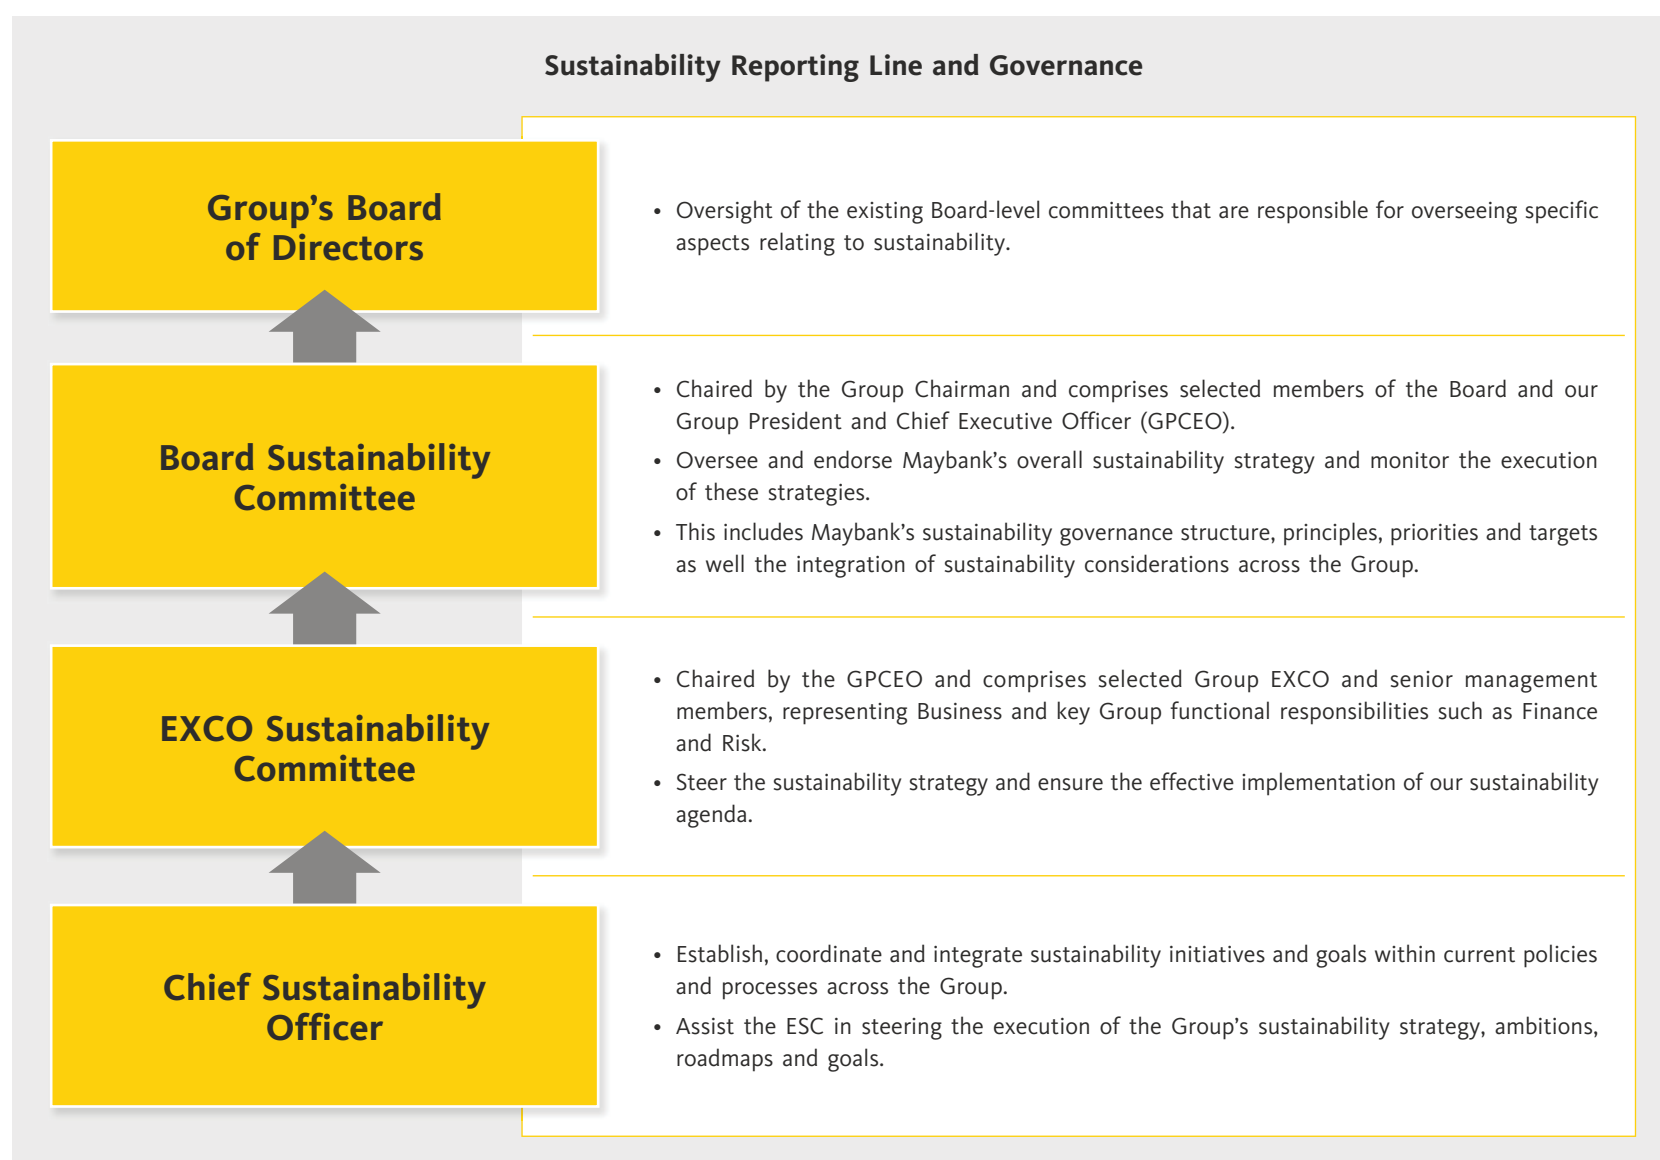 Sustainability Reporting Line and Governance
Group’s Board
of Directors
• Oversight of the existing Board-level committees that are responsible for overseeing specific
aspects relating to sustainability.
Board Sustainability
Committee
• Chaired by the Group Chairman and comprises selected members of the Board and our
Group President and Chief Executive Officer (GPCEO).
• Oversee and endorse Maybank’s overall sustainability strategy and monitor the execution
of these strategies.
• This includes Maybank’s sustainability governance structure, principles, priorities and targets
as well the integration of sustainability considerations across the Group.
EXCO Sustainability
Committee
• Chaired by the GPCEO and comprises selected Group EXCO and senior management
members, representing Business and key Group functional responsibilities such as Finance
and Risk.
• Steer the sustainability strategy and ensure the effective implementation of our sustainability
agenda.
Chief Sustainability
Officer
• Establish, coordinate and integrate sustainability initiatives and goals within current policies
and processes across the Group.
• Assist the ESC in steering the execution of the Group’s sustainability strategy, ambitions,
roadmaps and goals.